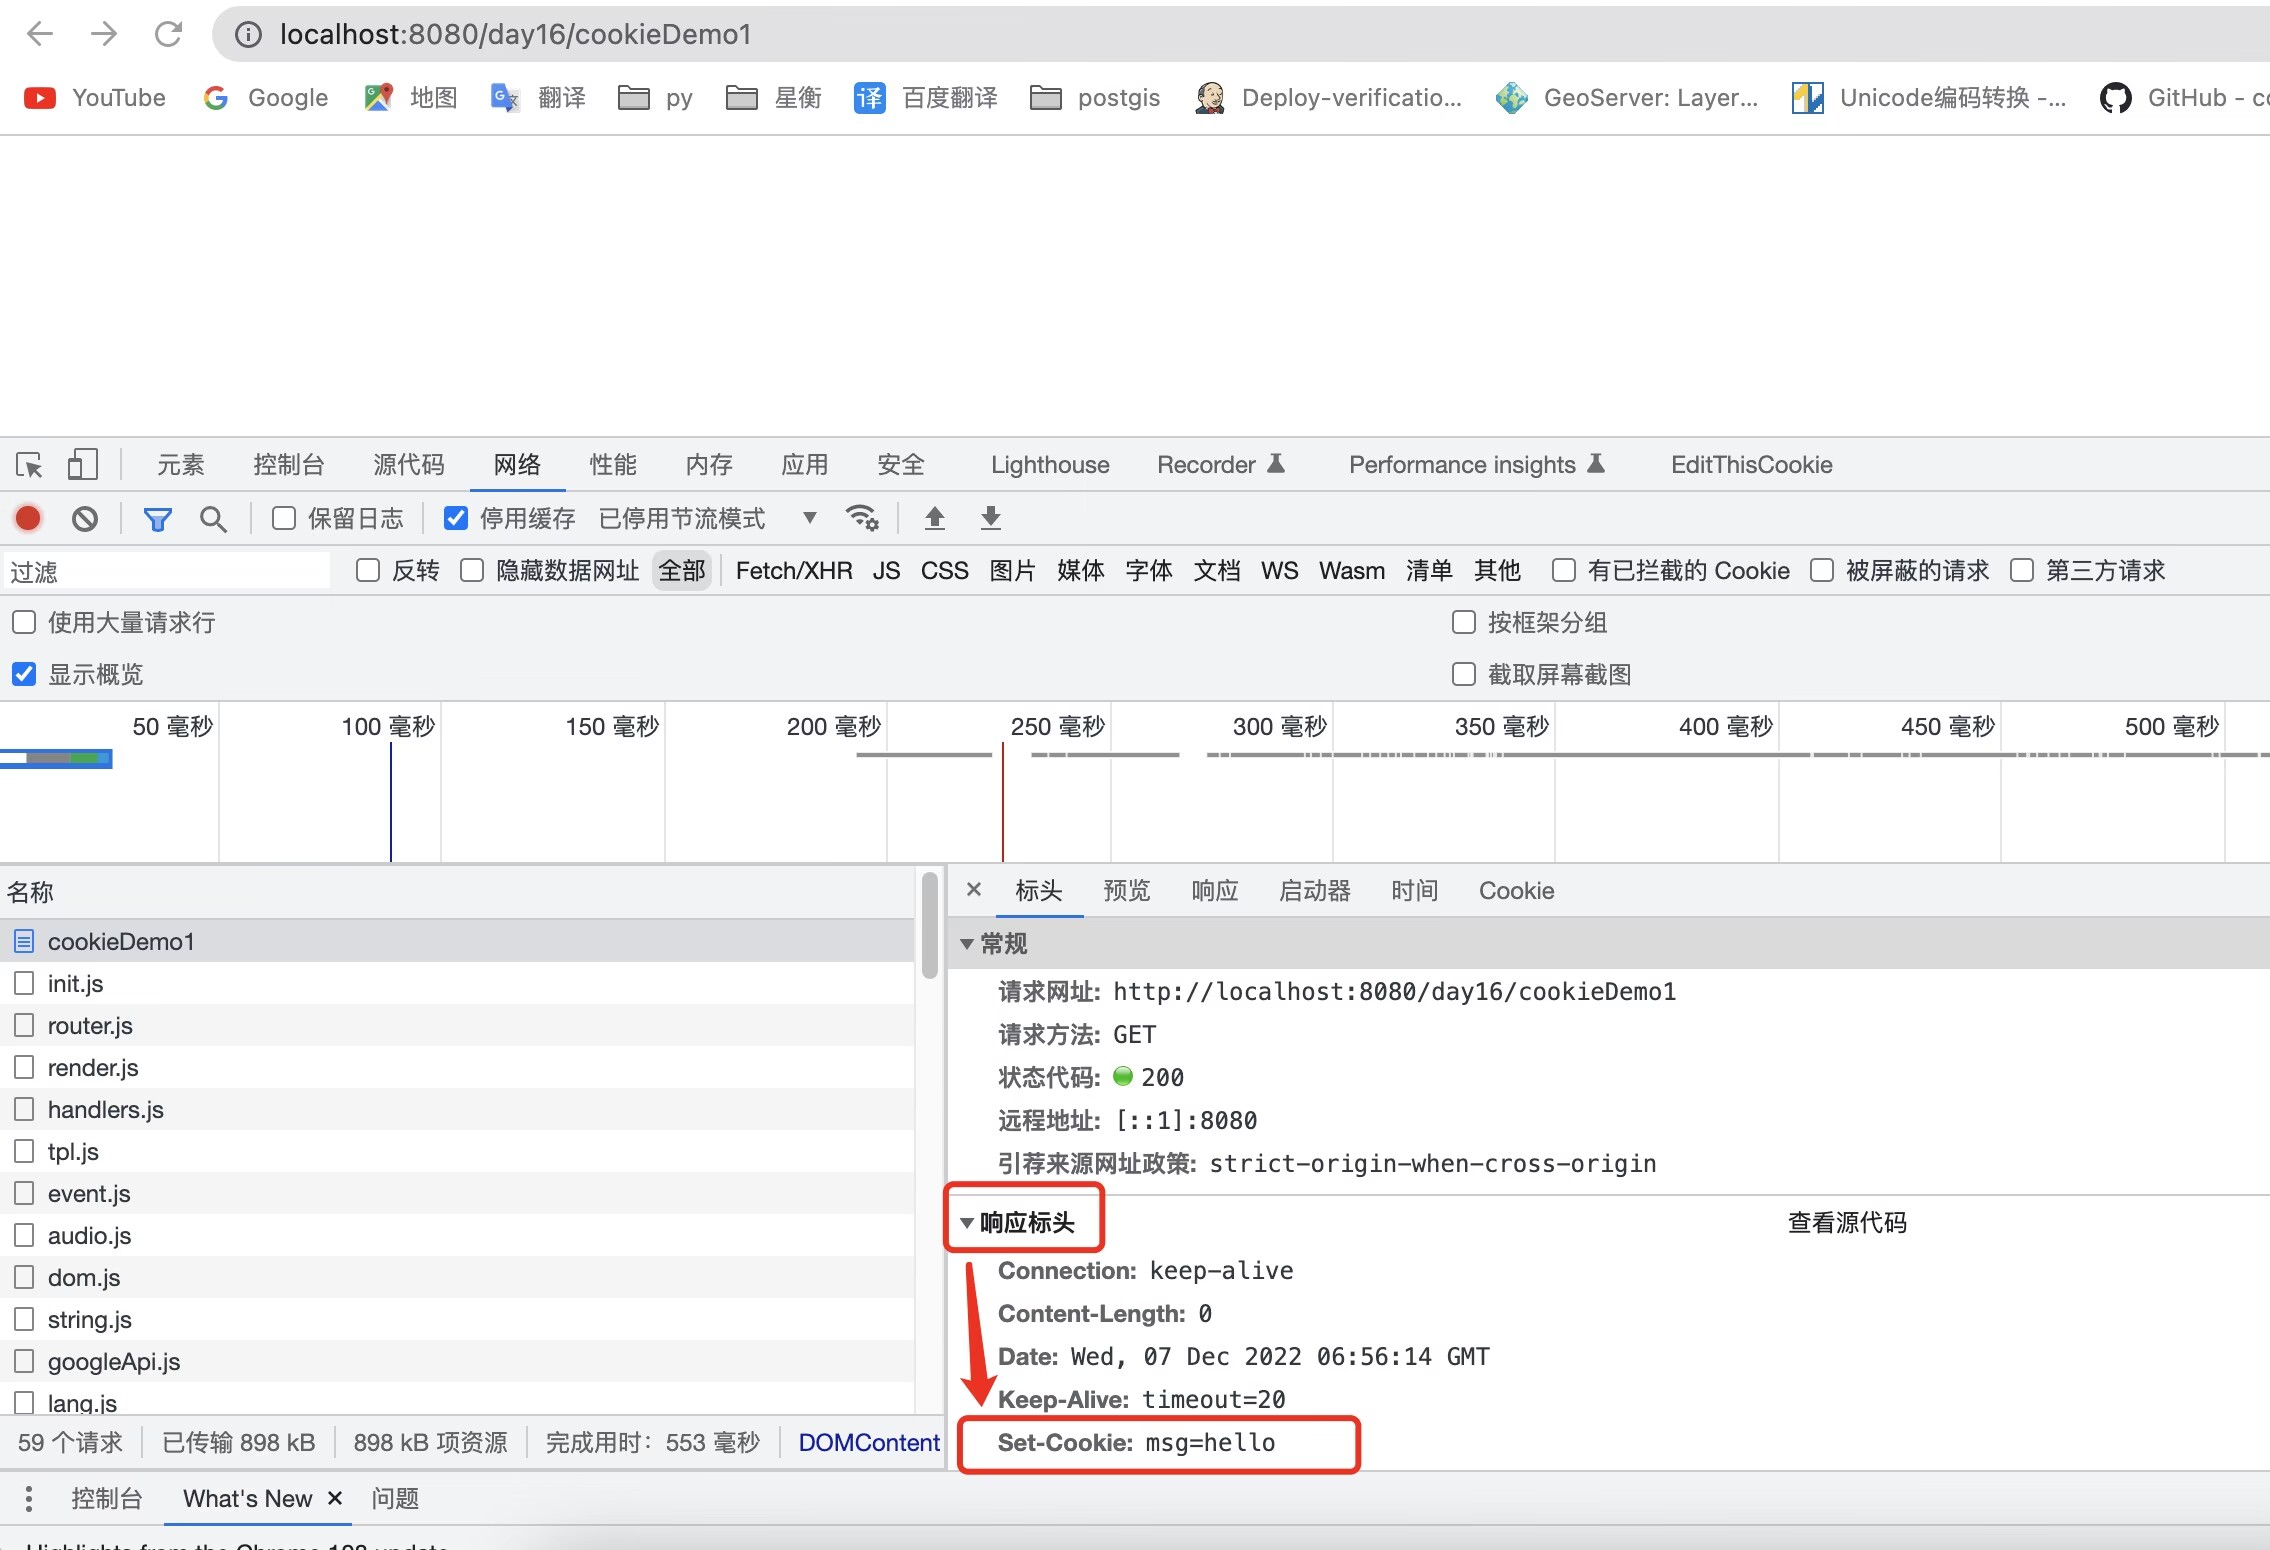 localhost:8080/day16/cookieDemo1
YouTube Google 地图 翻译 py 星衡 译 百度翻译 postgis Deploy-verificatio... GeoServer: Layer... Unicode编码转换 -... GitHub - co
元素 控制台 源代码 网络 性能 内存 应用 安全 Lighthouse Recorder Performance insights EditThisCookie
保留日志 停用缓存 已停用节流模式
过滤 反转 隐藏数据网址 全部 Fetch/XHR JS CSS 图片 媒体 字体 文档 WS Wasm 清单 其他 有已拦截的 Cookie 被屏蔽的请求 第三方请求
使用大量请求行 按框架分组
显示概览 截取屏幕截图
50 毫秒 100 毫秒 150 毫秒 200 毫秒 250 毫秒 300 毫秒 350 毫秒 400 毫秒 450 毫秒 500 毫秒
名称
cookieDemo1
init.js
router.js
render.js
handlers.js
tpl.js
event.js
audio.js
dom.js
string.js
googleApi.js
lang.js
59 个请求 已传输 898 kB 898 kB 项资源 完成用时：553 毫秒 DOMContent
× 标头 预览 响应 启动器 时间 Cookie
常规
请求网址: http://localhost:8080/day16/cookieDemo1
请求方法: GET
状态代码: 200
远程地址: [::1]:8080
引荐来源网址政策: strict-origin-when-cross-origin
响应标头 查看源代码
Connection: keep-alive
Content-Length: 0
Date: Wed, 07 Dec 2022 06:56:14 GMT
Keep-Alive: timeout=20
Set-Cookie: msg=hello
控制台 What's New × 问题
Highlights from the Chrome 108 update